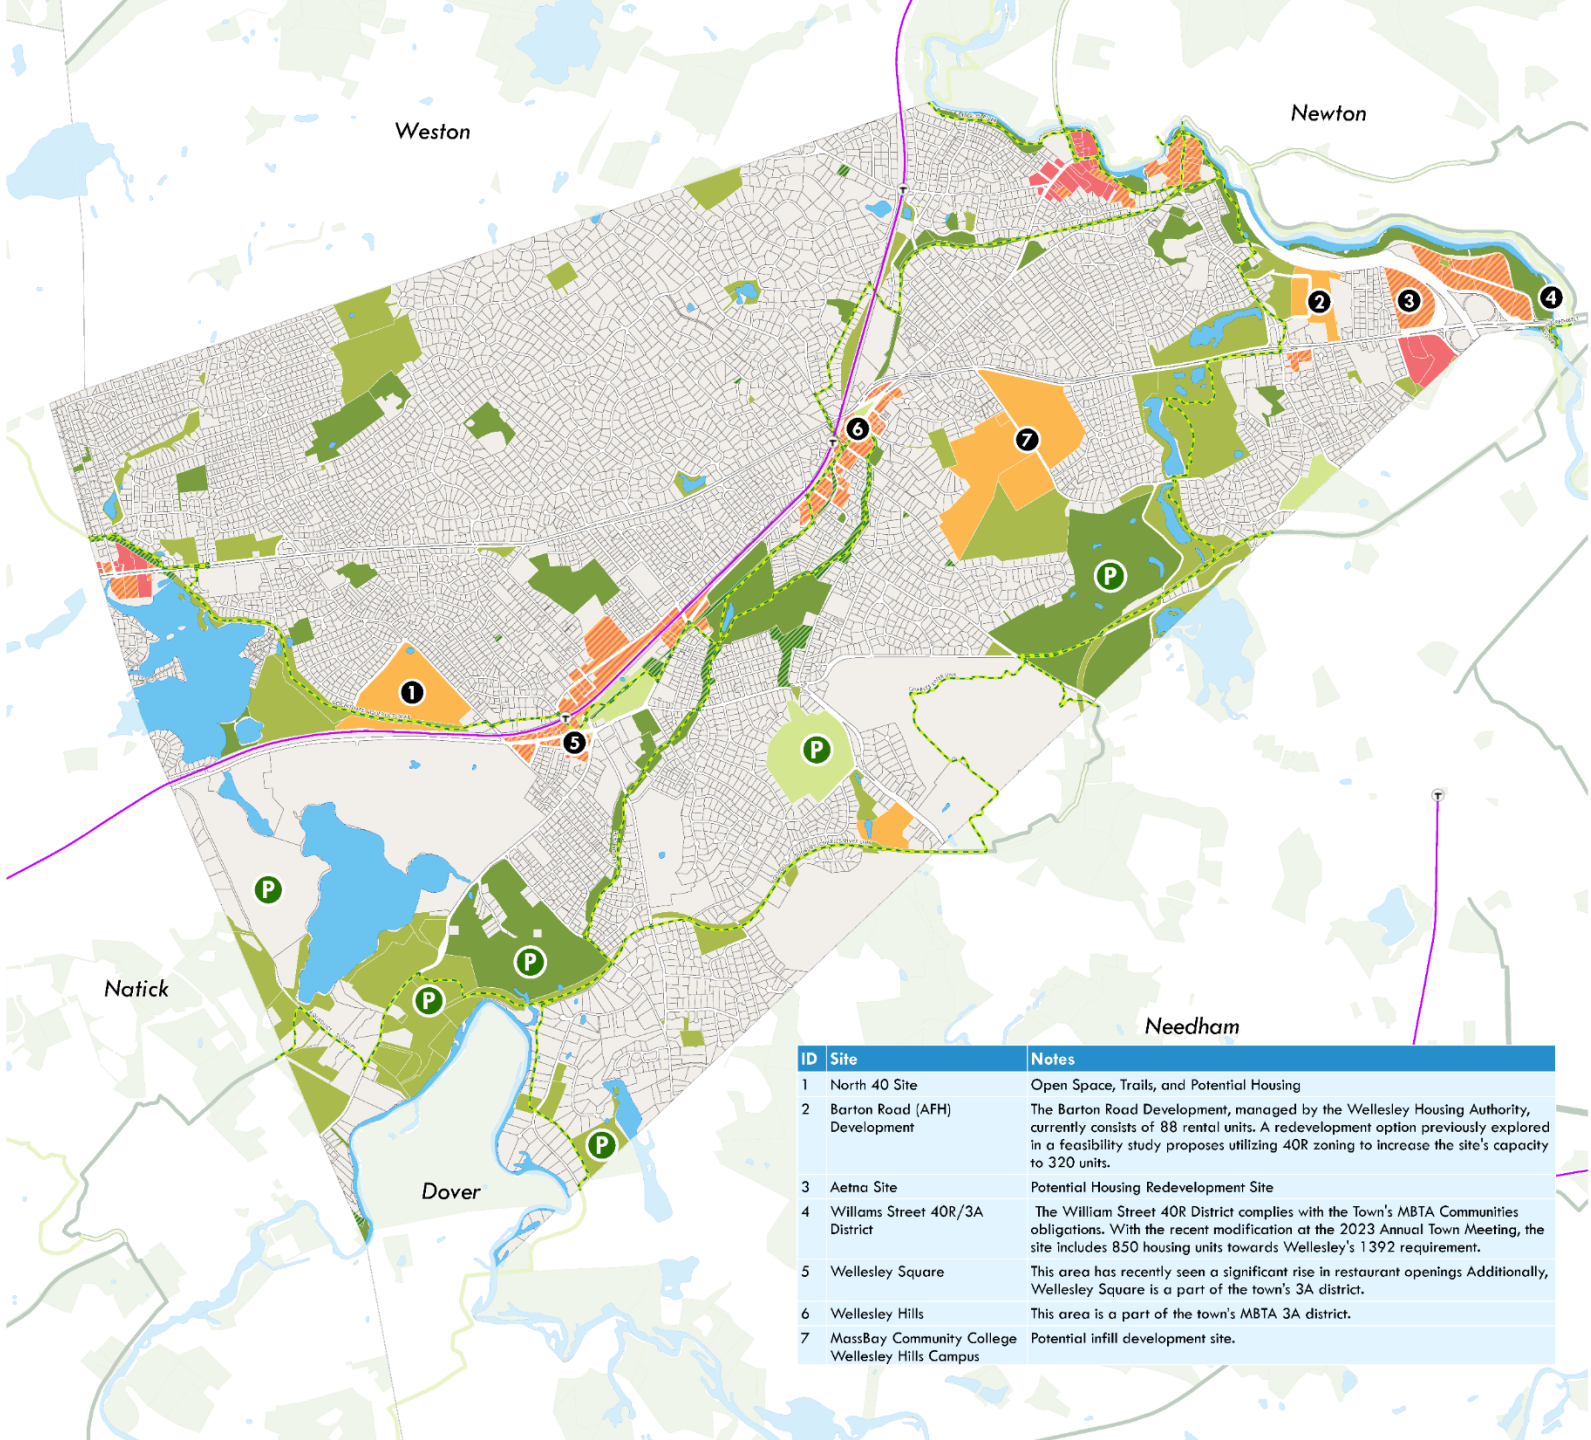 Weston
Newton
2
3
4
6
7
P
1
5
P
P
P
P
Natick
P
Dover
Needham
ID Site Notes
1 North 40 Site Open Space, Trails, and Potential Housing
2 Barton Road (AFH) Development The Barton Road Development, managed by the Wellesley Housing Authority,
currently consists of 88 rental units. A redevelopment option previously explored
in a feasibility study proposes utilizing 40R zoning to increase the site's capacity
to 320 units.
3 Aetna Site Potential Housing Redevelopment Site
4 Willams Street 40R/3A District The William Street 40R District complies with the Town's MBTA Communities
obligations. With the recent modification at the 2023 Annual Town Meeting, the
site includes 850 housing units towards Wellesley's 1392 requirement.
5 Wellesley Square This area has recently seen a significant rise in restaurant openings Additionally,
Wellesley Square is a part of the town's 3A district.
6 Wellesley Hills This area is a part of the town's MBTA 3A district.
7 MassBay Community College Wellesley Hills Campus Potential infill development site.